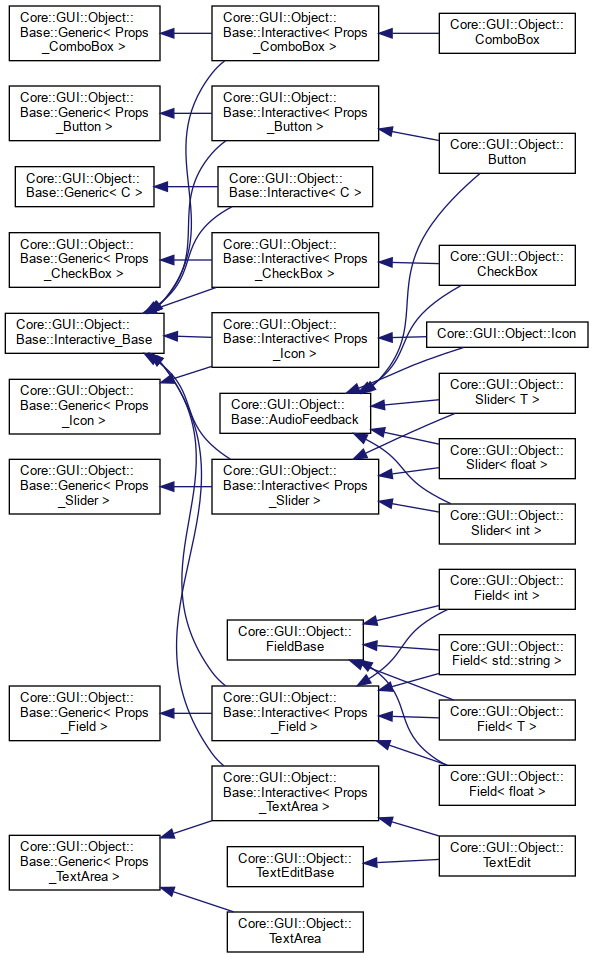 Core::GUI::Object::
Base::Generic< Props
_ComboBox >
Core::GUI::Object::
Base::Interactive< Props
_ComboBox >
Core::GUI::Object::
ComboBox
Core::GUI::Object::
Base::Generic< Props
_Button >
Core::GUI::Object::
Base::Interactive< Props
_Button >
Core::GUI::Object::
Button
Core::GUI::Object::
Base::Generic< C >
Core::GUI::Object::
Base::Interactive< C >
Core::GUI::Object::
Base::Generic< Props
_CheckBox >
Core::GUI::Object::
Base::Interactive< Props
_CheckBox >
Core::GUI::Object::
CheckBox
Core::GUI::Object::
Base::Interactive_Base
Core::GUI::Object::
Base::Interactive< Props
_Icon >
Core::GUI::Object::Icon
Core::GUI::Object::
Base::Generic< Props
_Icon >
Core::GUI::Object::
Base::AudioFeedback
Core::GUI::Object::
Slider< T >
Core::GUI::Object::
Slider< float >
Core::GUI::Object::
Base::Generic< Props
_Slider >
Core::GUI::Object::
Base::Interactive< Props
_Slider >
Core::GUI::Object::
Slider< int >
Core::GUI::Object::
Field< int >
Core::GUI::Object::
FieldBase
Core::GUI::Object::
Field< std::string >
Core::GUI::Object::
Base::Generic< Props
_Field >
Core::GUI::Object::
Base::Interactive< Props
_Field >
Core::GUI::Object::
Field< T >
Core::GUI::Object::
Field< float >
Core::GUI::Object::
Base::Interactive< Props
_TextArea >
Core::GUI::Object::
Base::Generic< Props
_TextArea >
Core::GUI::Object::
TextEditBase
Core::GUI::Object::
TextEdit
Core::GUI::Object::
TextArea